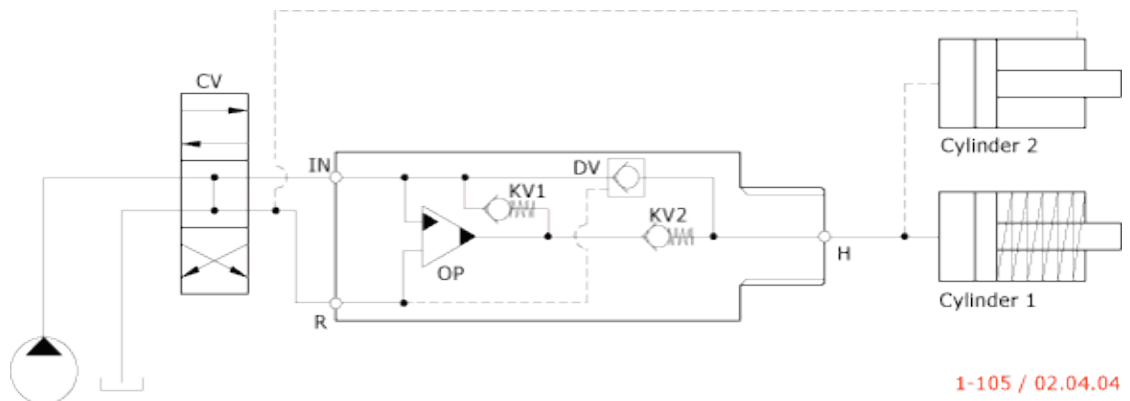 CV
IN
DV
KV1
KV2
OP
R
H
Cylinder 2
Cylinder 1
1-105 / 02.04.04